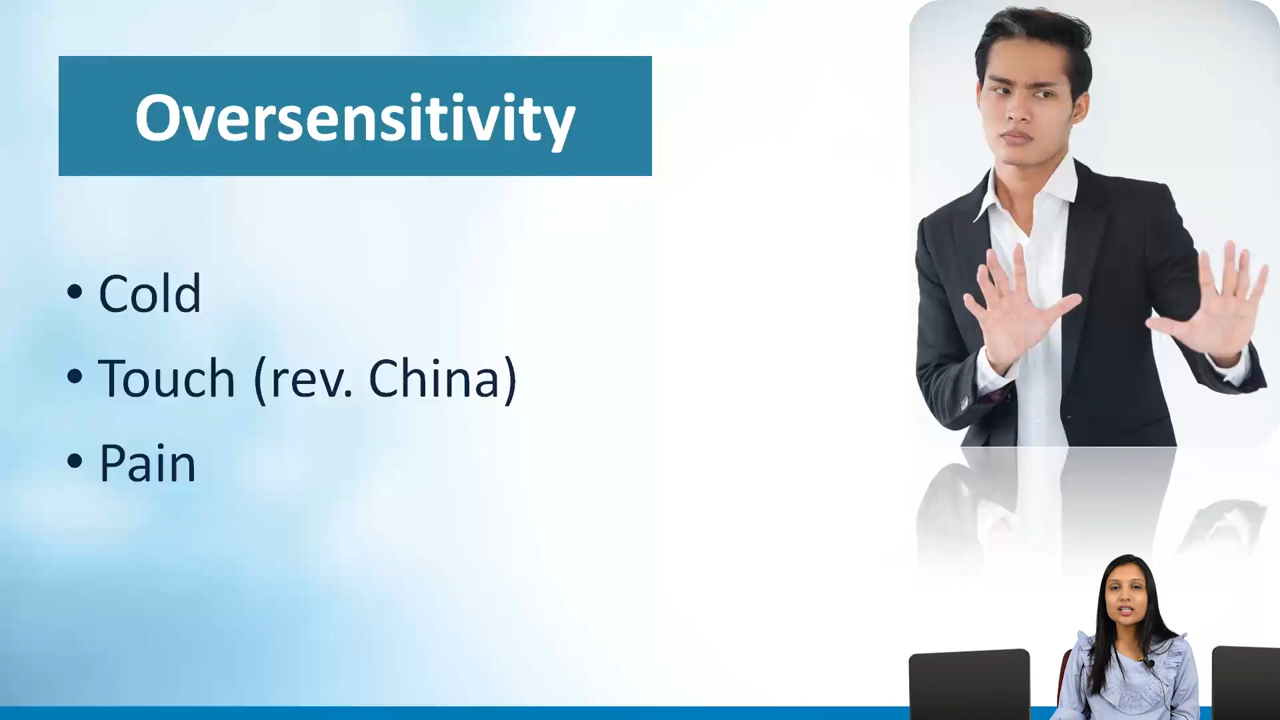 Oversensitivity
• Cold
• Touch (rev. China)
• Pain